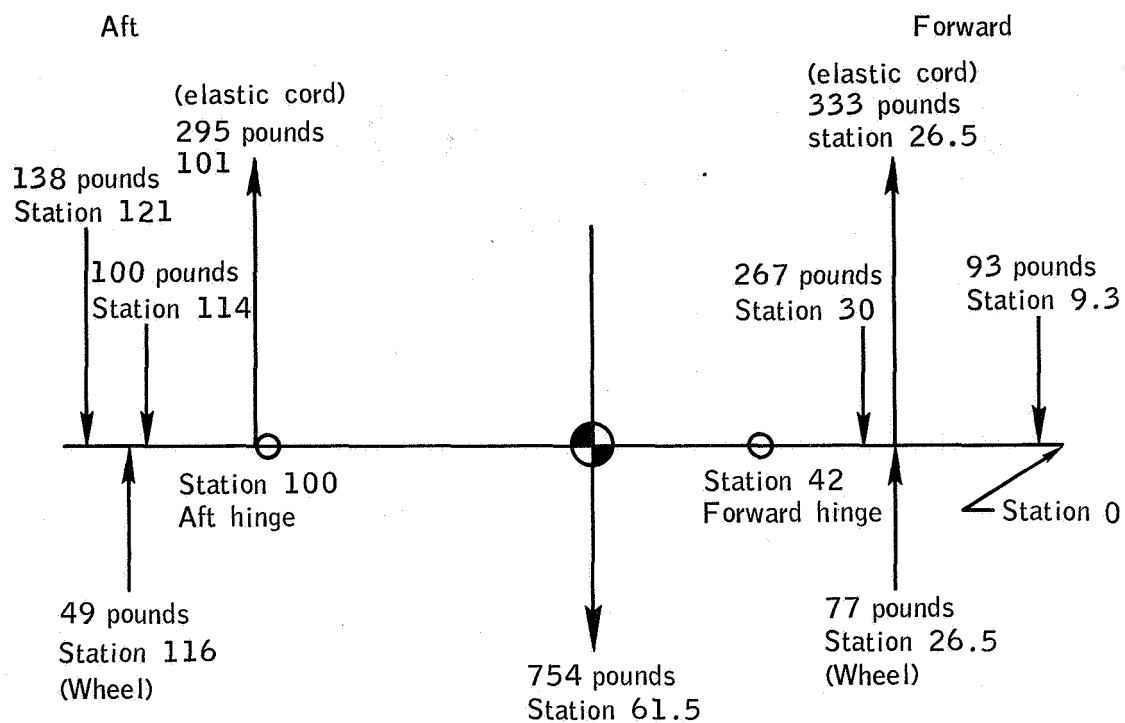 Aft
Forward
(elastic cord)
295 pounds
101
(elastic cord)
333 pounds
station 26.5
138 pounds
Station 121
100 pounds
Station 114
267 pounds
Station 30
93 pounds
Station 9.3
Station 100
Aft hinge
Station 42
Forward hinge
Station 0
49 pounds
Station 116
(Wheel)
754 pounds
Station 61.5
77 pounds
Station 26.5
(Wheel)